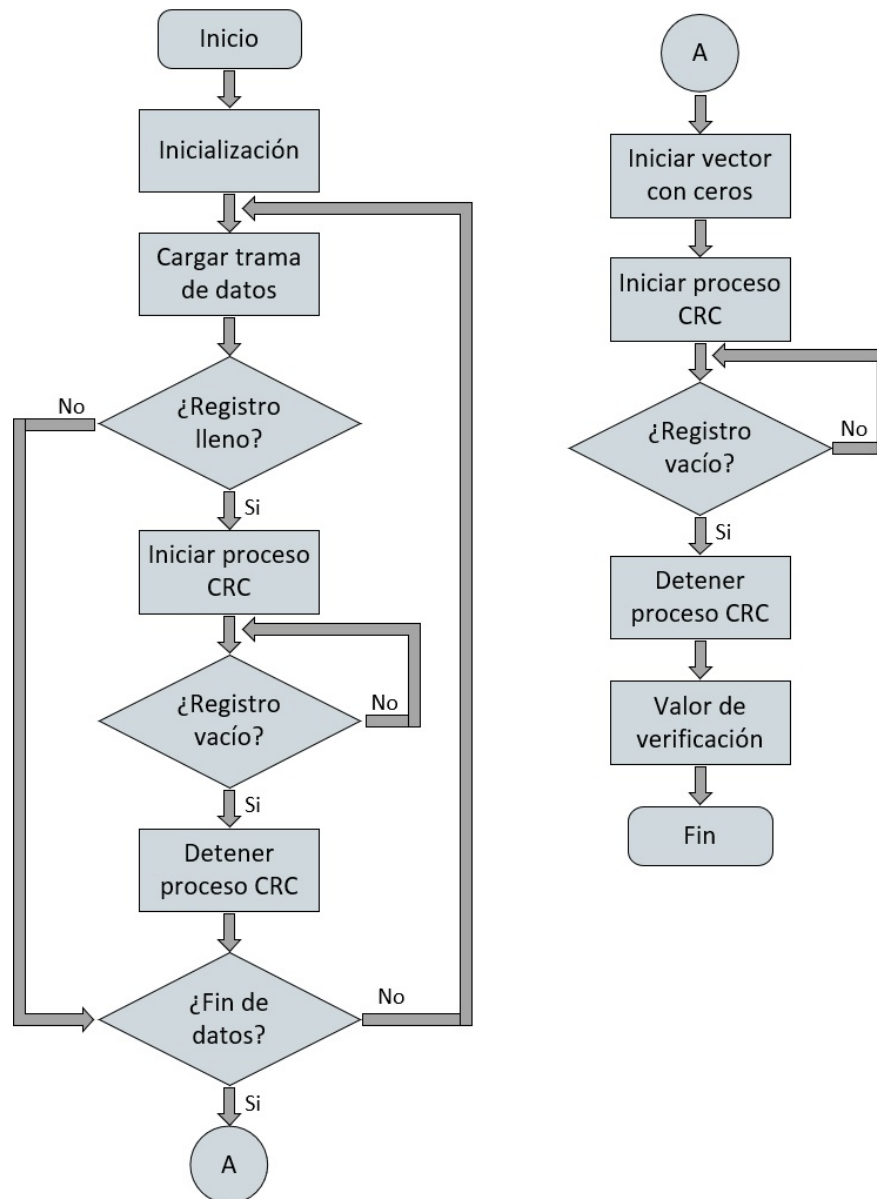 Inicio
Inicialización
Cargar trama
de datos
¿Registro
lleno?
No
Si
Iniciar proceso
CRC
¿Registro
vacío?
No
Si
Detener
proceso CRC
¿Fin de
datos?
No
Si
A
A
Iniciar vector
con ceros
Iniciar proceso
CRC
¿Registro
vacío?
No
Si
Detener
proceso CRC
Valor de
verificación
Fin